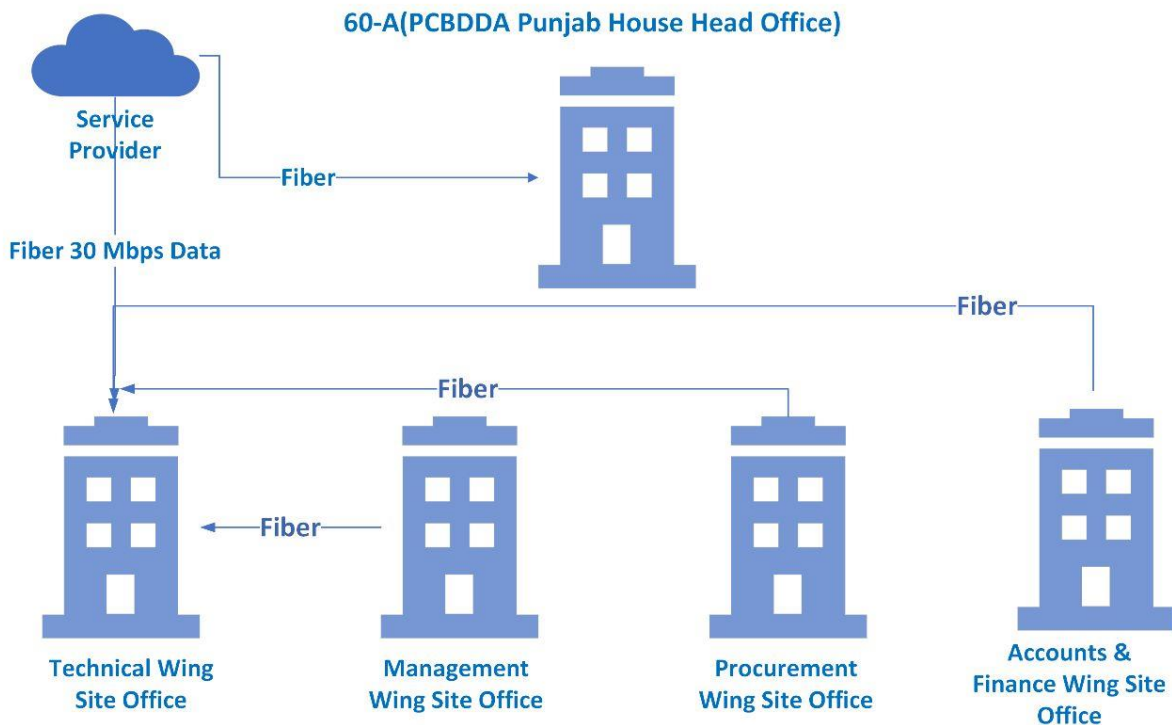 60-A(PCBDDA Punjab House Head Office)
Service
Provider
Fiber
Fiber 30 Mbps Data
Fiber
Fiber
Fiber
Technical Wing
Site Office
Management
Wing Site Office
Procurement
Wing Site Office
Accounts &
Finance Wing Site
Office